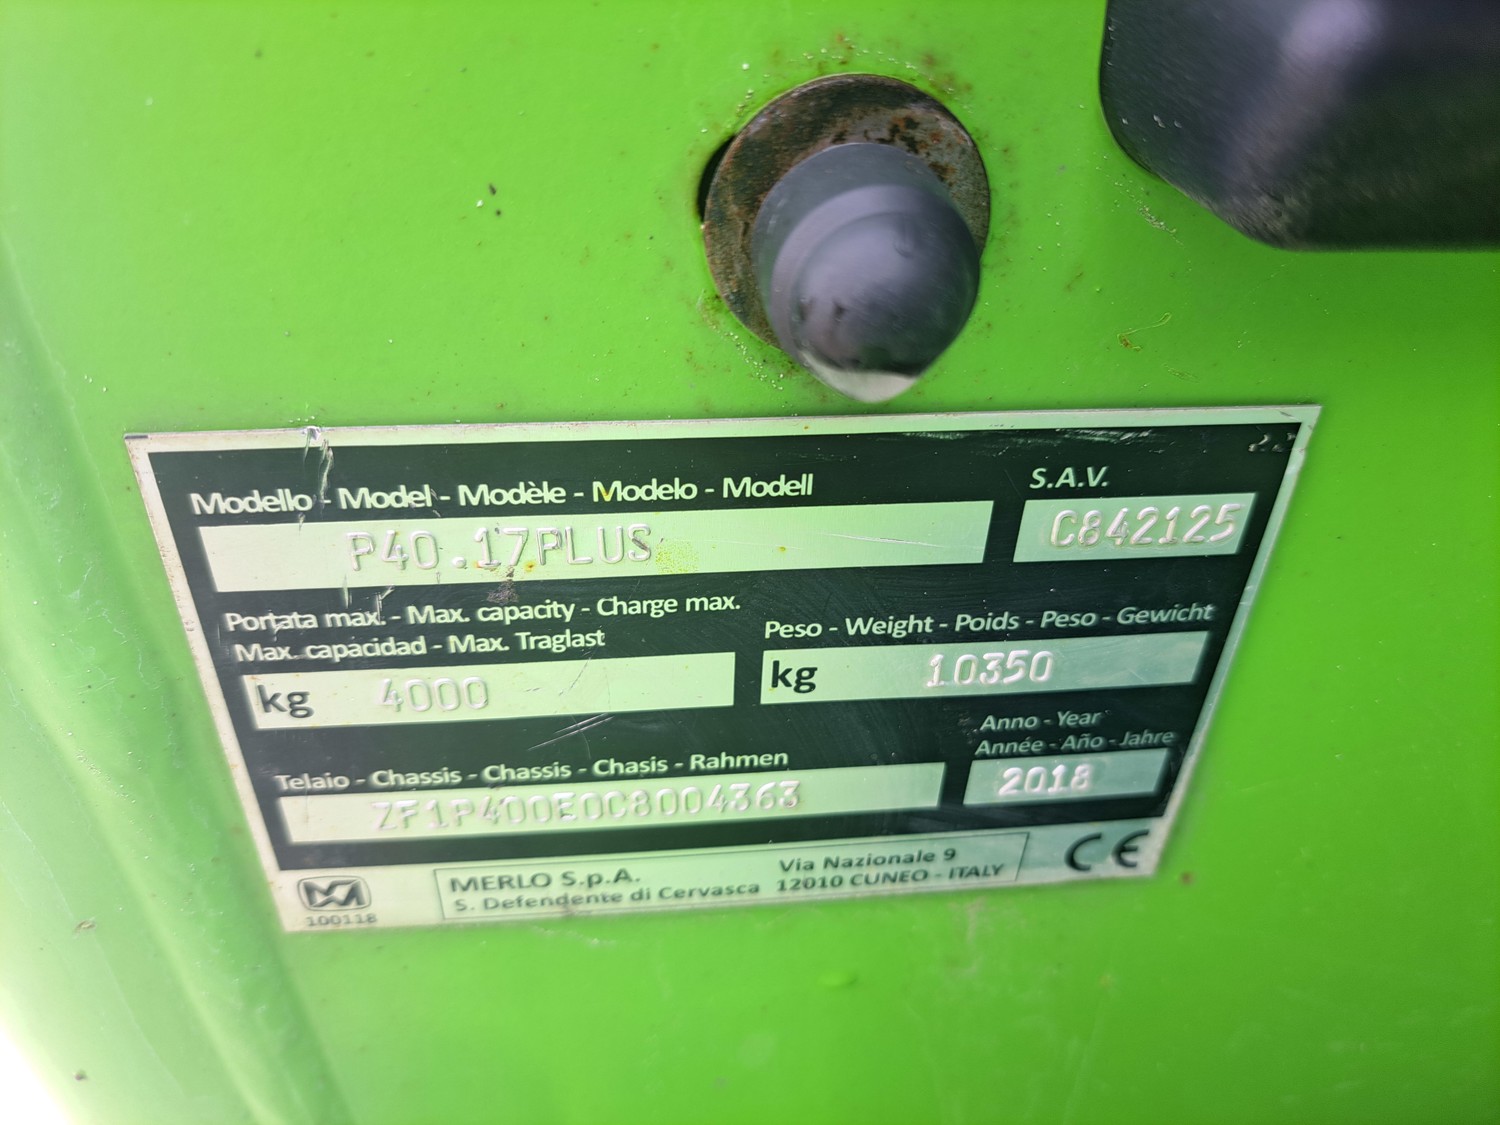 Modello - Model - Modèle - Modelo - Modell
S.A.V.
P40.17PLUS
C842125
Portata max. - Max. capacity - Charge max.
Max. capacidad - Max. Traglast
Peso - Weight - Poids - Peso - Gewicht
kg 4000
kg 10350
Telaio - Chassis - Chassis - Chasis - Rahmen
Anno - Year
Année - Año - Jahre
ZF1P400E0C8004363
2018
100118
MERLO S.p.A.
S. Defendente di Cervasca
Via Nazionale 9
12010 CUNEO - ITALY
CE